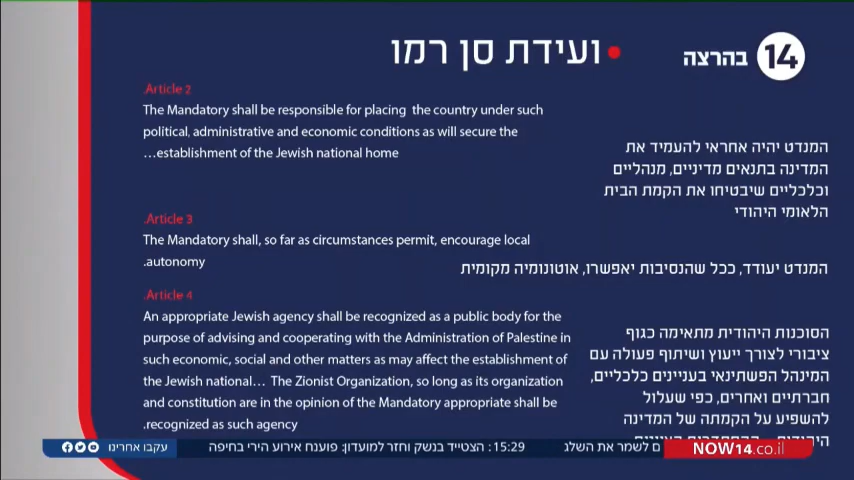 ועידת סן רמו
14 בהרצה
.Article 2
The Mandatory shall be responsible for placing the country under such
political, administrative and economic conditions as will secure the
…establishment of the Jewish national home
המנדט יהיה אחראי להעמיד את
המדינה בתנאים מדיניים, מנהליים
וכלכליים שיבטיחו את הקמת הבית
הלאומי היהודי
.Article 3
The Mandatory shall, so far as circumstances permit, encourage local
.autonomy
המנדט יעודד, ככל שהנסיבות יאפשרו, אוטונומיה מקומית
.Article 4
An appropriate Jewish agency shall be recognized as a public body for the
purpose of advising and cooperating with the Administration of Palestine in
such economic, social and other matters as may affect the establishment of
the Jewish national… The Zionist Organization, so long as its organization
and constitution are in the opinion of the Mandatory appropriate shall be
.recognized as such agency
הסוכנות היהודית מתאימה כגוף
ציבורי לצורך ייעוץ ושיתוף פעולה עם
המינהל הפשתינאי בעניינים כלכליים,
חברתיים ואחרים, כפי שעלול
להשפיע על הקמתה של המדינה
NOW14.co.il
ם לשמר את השלג
15:29 : הצטייד בנשק וחזר למועדון: פוענח אירוע הירי בחיפה
עקבו אחרינו